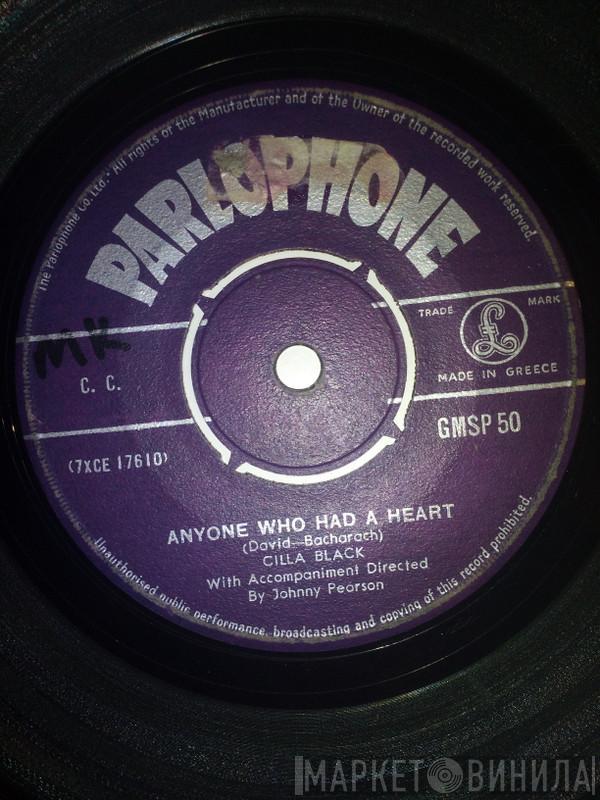 The Parlophone Co. Ltd. · All rights of the Manufacturer and of the Owner of the recorded work reserved.
PARLOPHONE
TRADE MARK
£
MADE IN GREECE
MK
C. C.
GMSP 50
(7XCE 17610)
ANYONE WHO HAD A HEART
(David—Bacharach)
CILLA BLACK
With Accompaniment Directed
By Johnny Pearson
Unauthorised public performance broadcasting and copying of this record prohibited.
МАРКЕТ ВИНИЛА